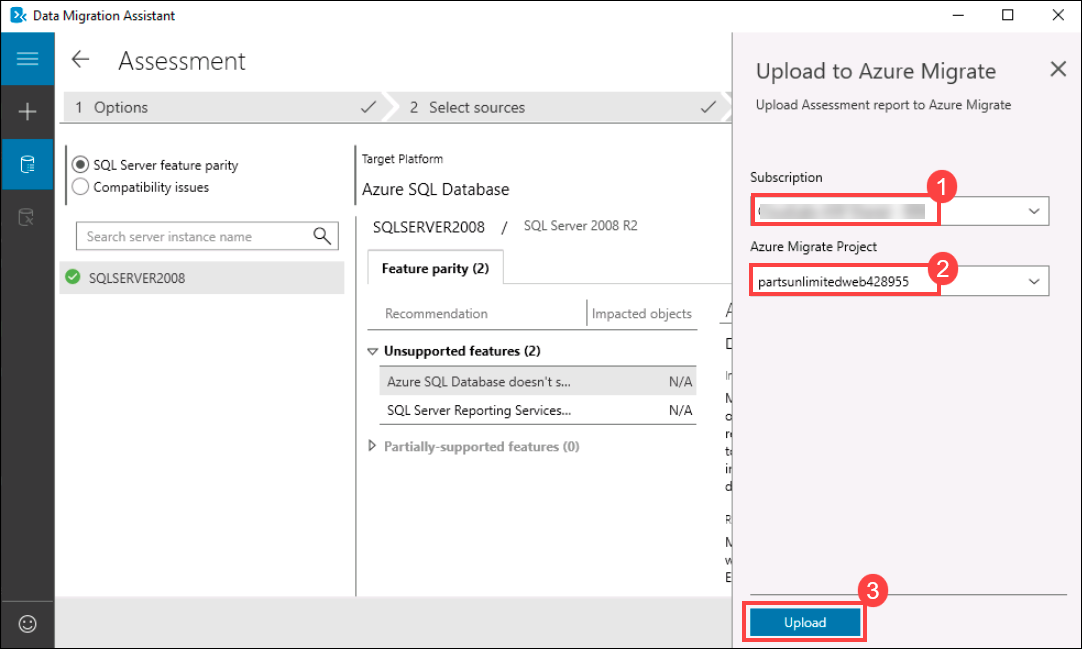 Data Migration Assistant
Assessment
1 Options
2 Select sources
SQL Server feature parity
Compatibility issues
Search server instance name
SQLSERVER2008
Target Platform
Azure SQL Database
SQLSERVER2008 / SQL Server 2008 R2
Feature parity (2)
Recommendation Impacted objects
Unsupported features (2)
Azure SQL Database doesn't s... N/A
SQL Server Reporting Services... N/A
Partially-supported features (0)
Upload to Azure Migrate
Upload Assessment report to Azure Migrate
Subscription
1
Azure Migrate Project
2
partsunlimitedweb428955
3
Upload